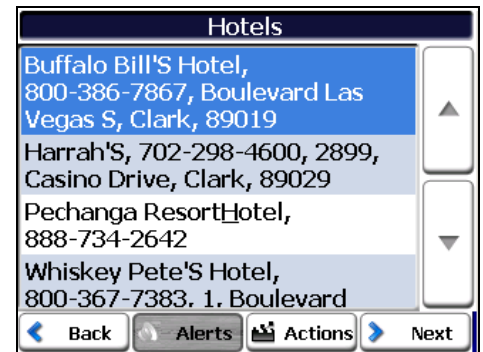 Hotels
Buffalo Bill'S Hotel,
800-386-7867, Boulevard Las
Vegas S, Clark, 89019
Harrah'S, 702-298-4600, 2899,
Casino Drive, Clark, 89029
Pechanga ResortHotel,
888-734-2642
Whiskey Pete'S Hotel,
800-367-7383. 1. Boulevard
Back Alerts Actions Next